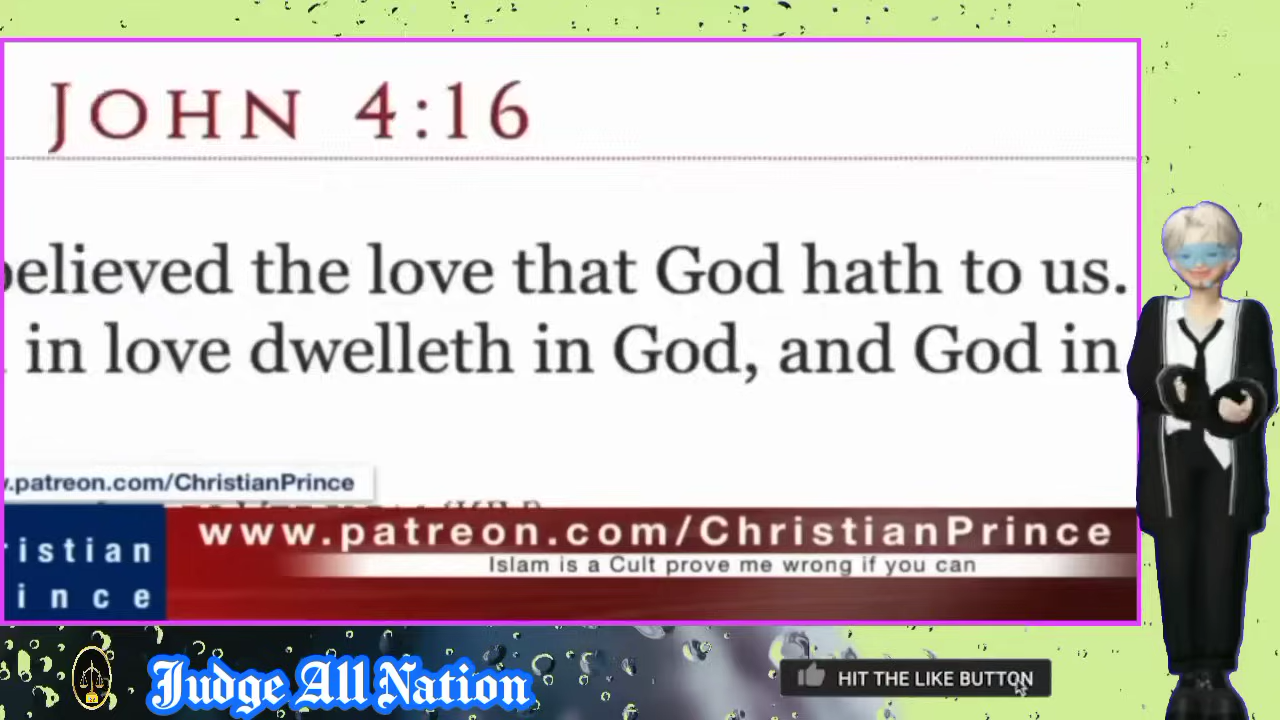 JOHN 4:16
believed the love that God hath to us.
in love dwelleth in God, and God in
.patreon.com/ChristianPrince
ristian
ince
www.patreon.com/ChristianPrince
Islam is a Cult prove me wrong if you can
Judge All Nation
HIT THE LIKE BUTTON